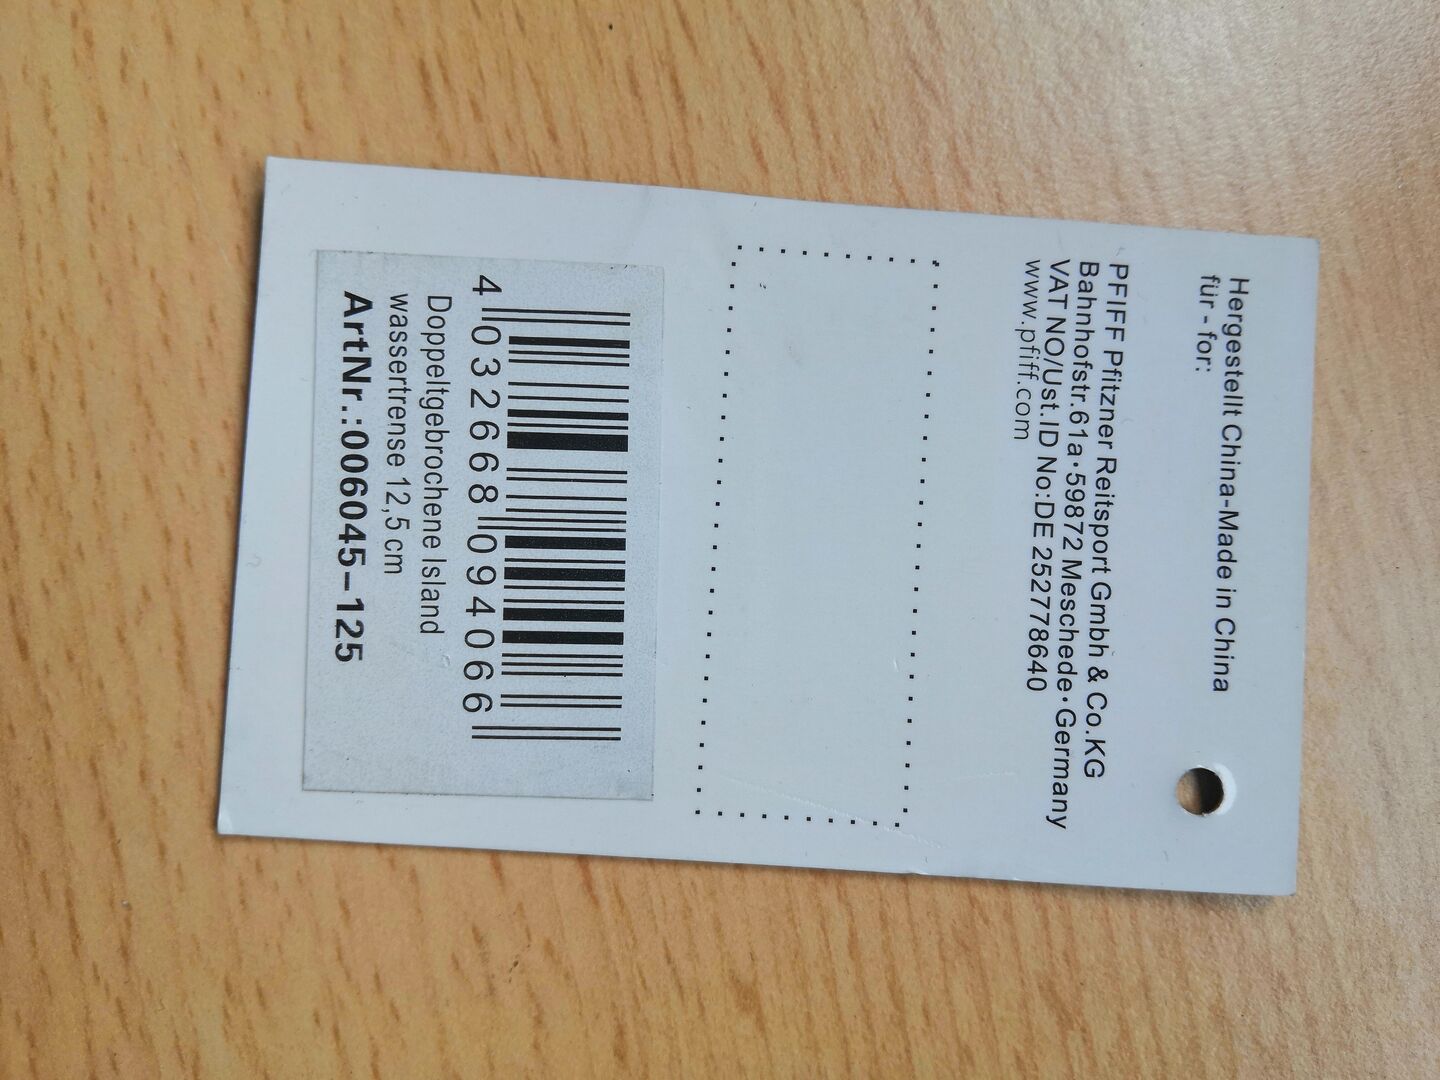 Hergestellt China-Made in China
für - for:
PFIFF Pfitzner Reitsport Gmbh & Co.KG
Bahnhofstr.61a·59872 Meschede·Germany
VAT NO/Ust.ID No:DE 252778640
www.pfiff.com
4 032668 094066
Doppeltgebrochene Island
wassertrense 12,5 cm
ArtNr.:006045-125